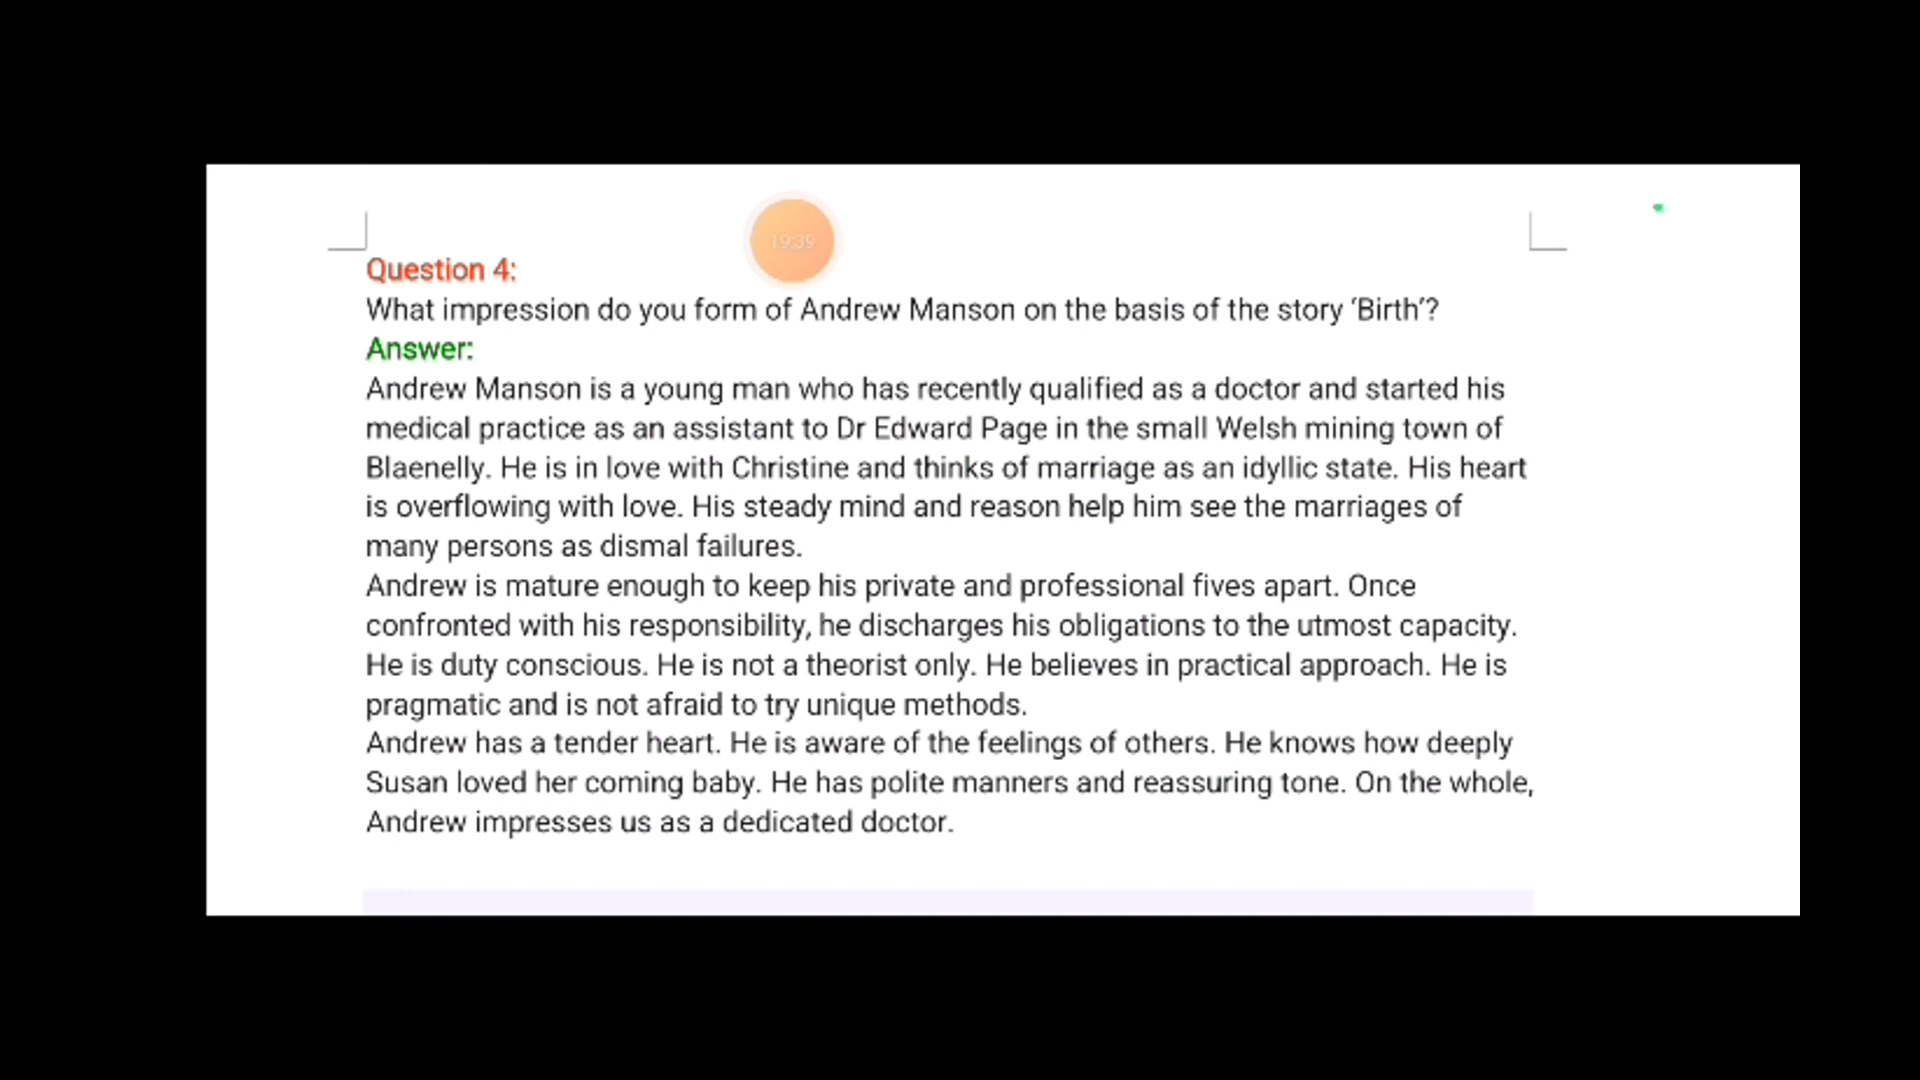 19:39
Question 4:
What impression do you form of Andrew Manson on the basis of the story ‘Birth’?
Answer:
Andrew Manson is a young man who has recently qualified as a doctor and started his
medical practice as an assistant to Dr Edward Page in the small Welsh mining town of
Blaenelly. He is in love with Christine and thinks of marriage as an idyllic state. His heart
is overflowing with love. His steady mind and reason help him see the marriages of
many persons as dismal failures.
Andrew is mature enough to keep his private and professional fives apart. Once
confronted with his responsibility, he discharges his obligations to the utmost capacity.
He is duty conscious. He is not a theorist only. He believes in practical approach. He is
pragmatic and is not afraid to try unique methods.
Andrew has a tender heart. He is aware of the feelings of others. He knows how deeply
Susan loved her coming baby. He has polite manners and reassuring tone. On the whole,
Andrew impresses us as a dedicated doctor.